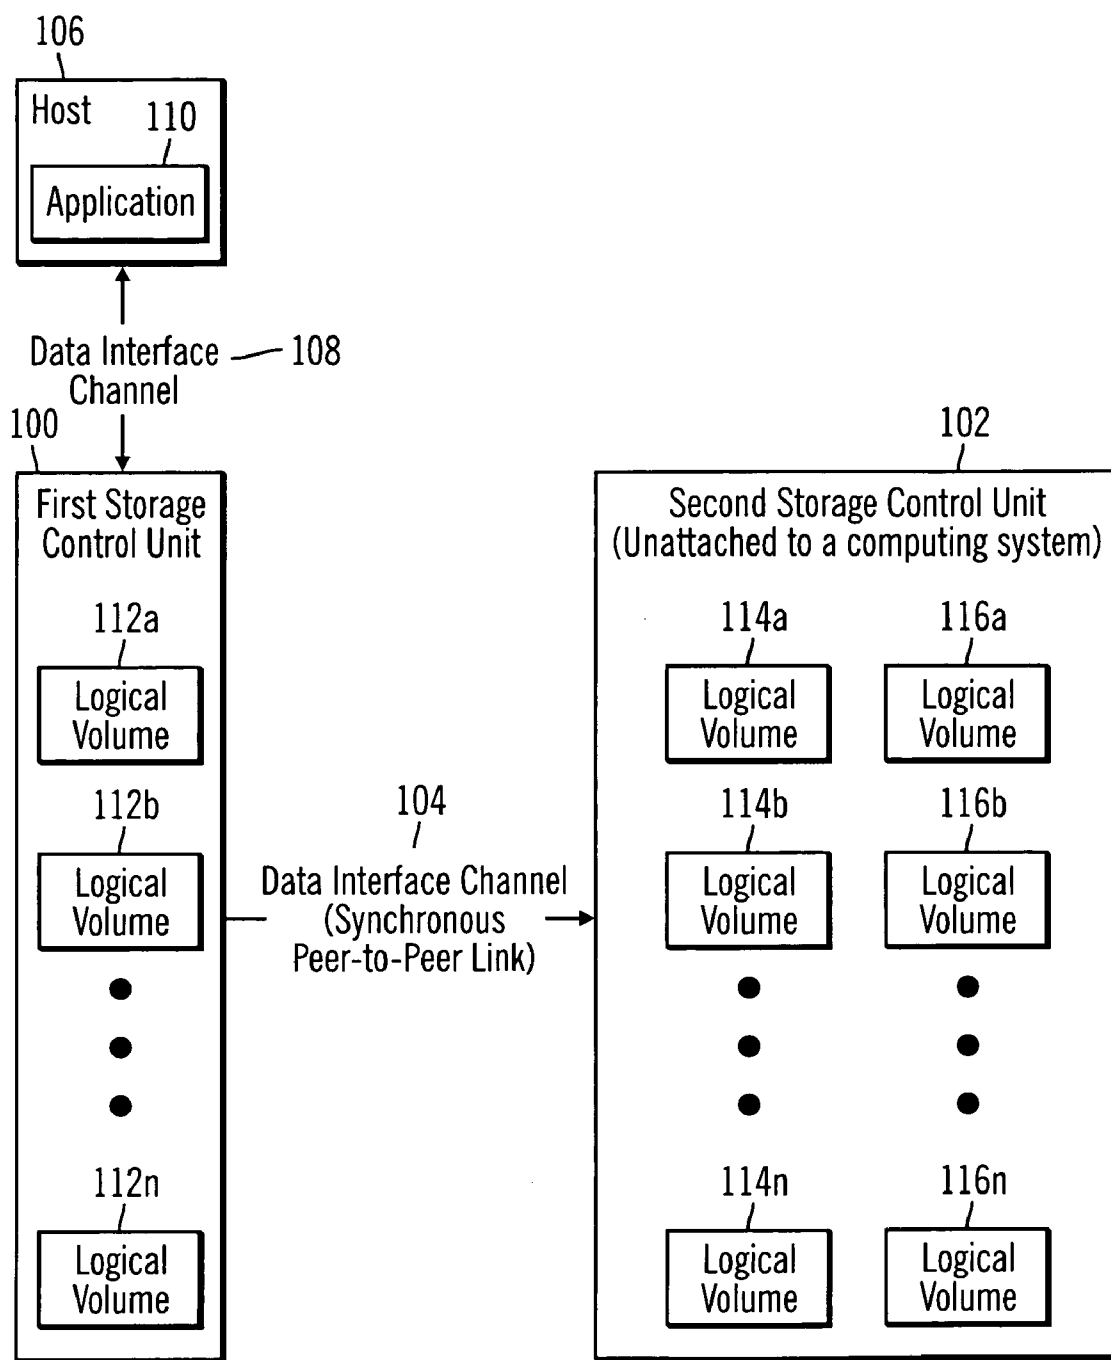 106
Host
110
Application
Data Interface
Channel
108
100
First Storage
Control Unit
112a
Logical
Volume
112b
Logical
Volume
112n
Logical
Volume
104
Data Interface Channel
(Synchronous
Peer-to-Peer Link)
102
Second Storage Control Unit
(Unattached to a computing system)
114a
Logical
Volume
116a
Logical
Volume
114b
Logical
Volume
116b
Logical
Volume
114n
Logical
Volume
116n
Logical
Volume